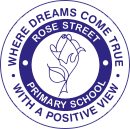 WHERE DREAMS COME TRUE
ROSE STREET
PRIMARY SCHOOL
• WITH A POSITIVE VIEW •